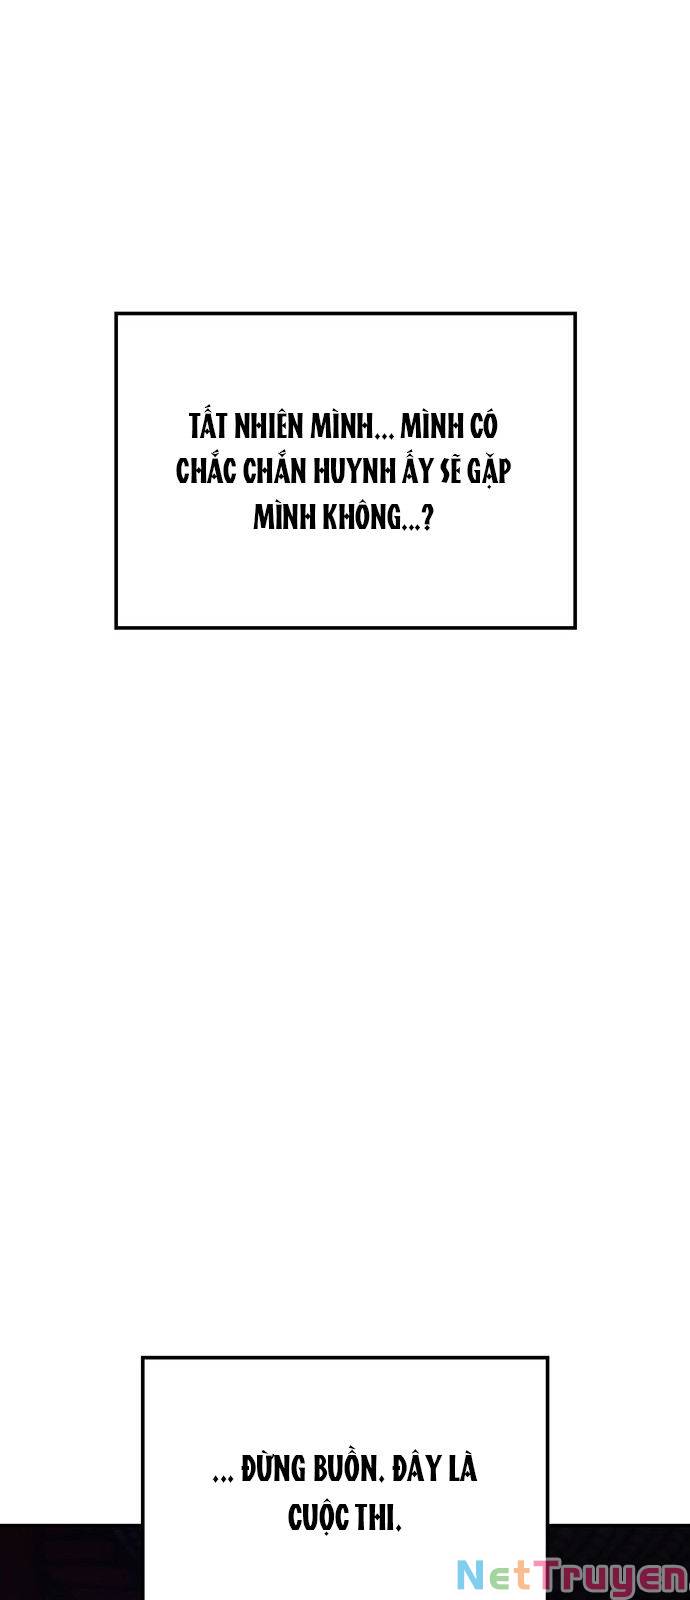 TẤT NHIÊN MÌNH... MÌNH CÓ
CHẮC CHẮN HUYNH ẤY SẼ GẶP
MÌNH KHÔNG...?
... ĐỪNG BUỒN. ĐÂY LÀ
CUỘC THI.
NetTruyen